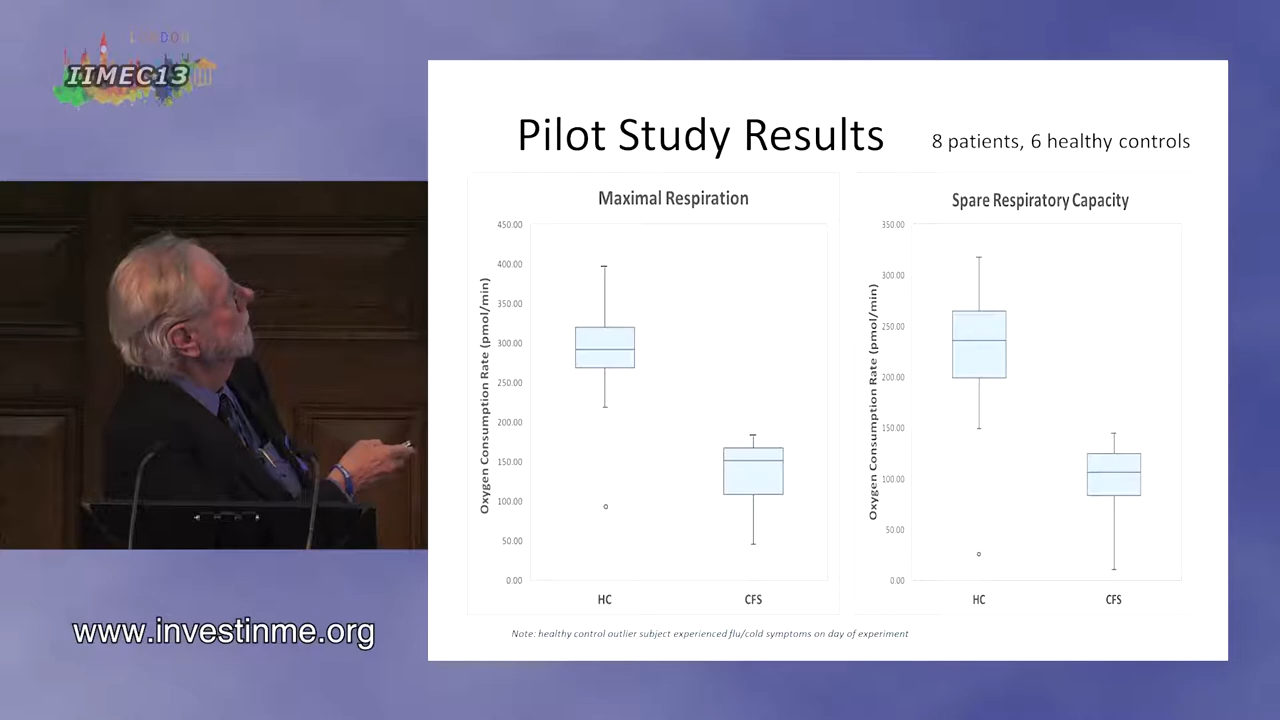 LONDON
IIMEC13
Pilot Study Results
8 patients, 6 healthy controls
Maximal Respiration
Oxygen Consumption Rate (pmol/min)
450.00
400.00
350.00
300.00
250.00
200.00
150.00
100.00
50.00
0.00
HC
CFS
Spare Respiratory Capacity
Oxygen Consumption Rate (pmol/min)
350.00
300.00
250.00
200.00
150.00
100.00
50.00
0.00
HC
CFS
Note: healthy control outlier subject experienced flu/cold symptoms on day of experiment
www.investinme.org